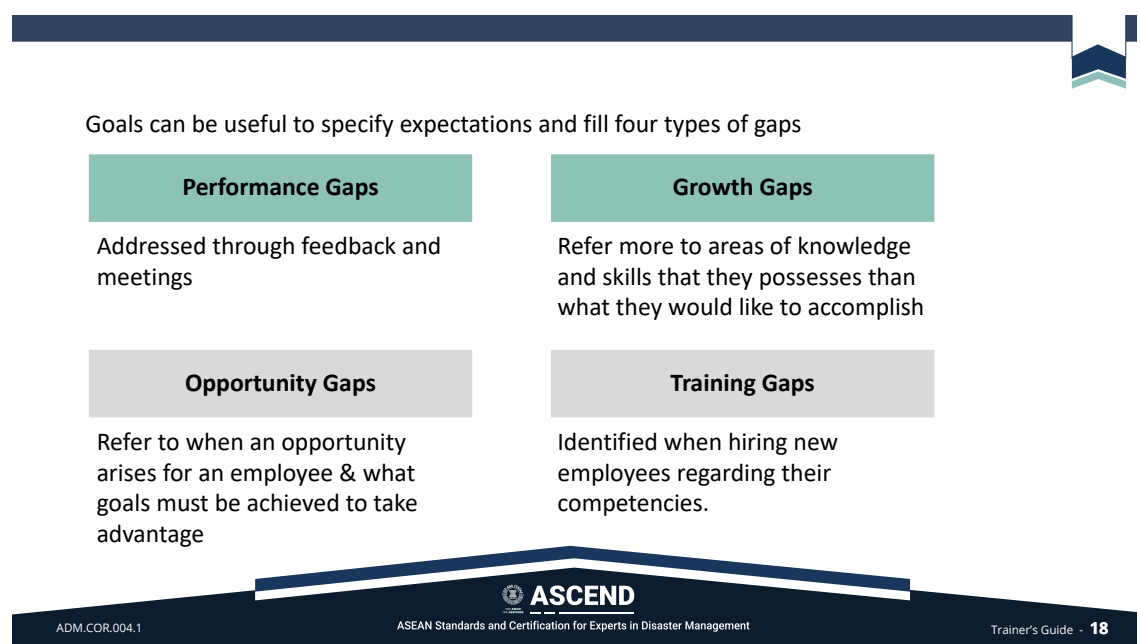 Goals can be useful to specify expectations and fill four types of gaps
Performance Gaps
Addressed through feedback and
meetings
Growth Gaps
Refer more to areas of knowledge
and skills that they possesses than
what they would like to accomplish
Opportunity Gaps
Refer to when an opportunity
arises for an employee & what
goals must be achieved to take
advantage
Training Gaps
Identified when hiring new
employees regarding their
competencies.
ASCEND
ADM.COR.004.1
ASEAN Standards and Certification for Experts in Disaster Management
Trainer's Guide - 18